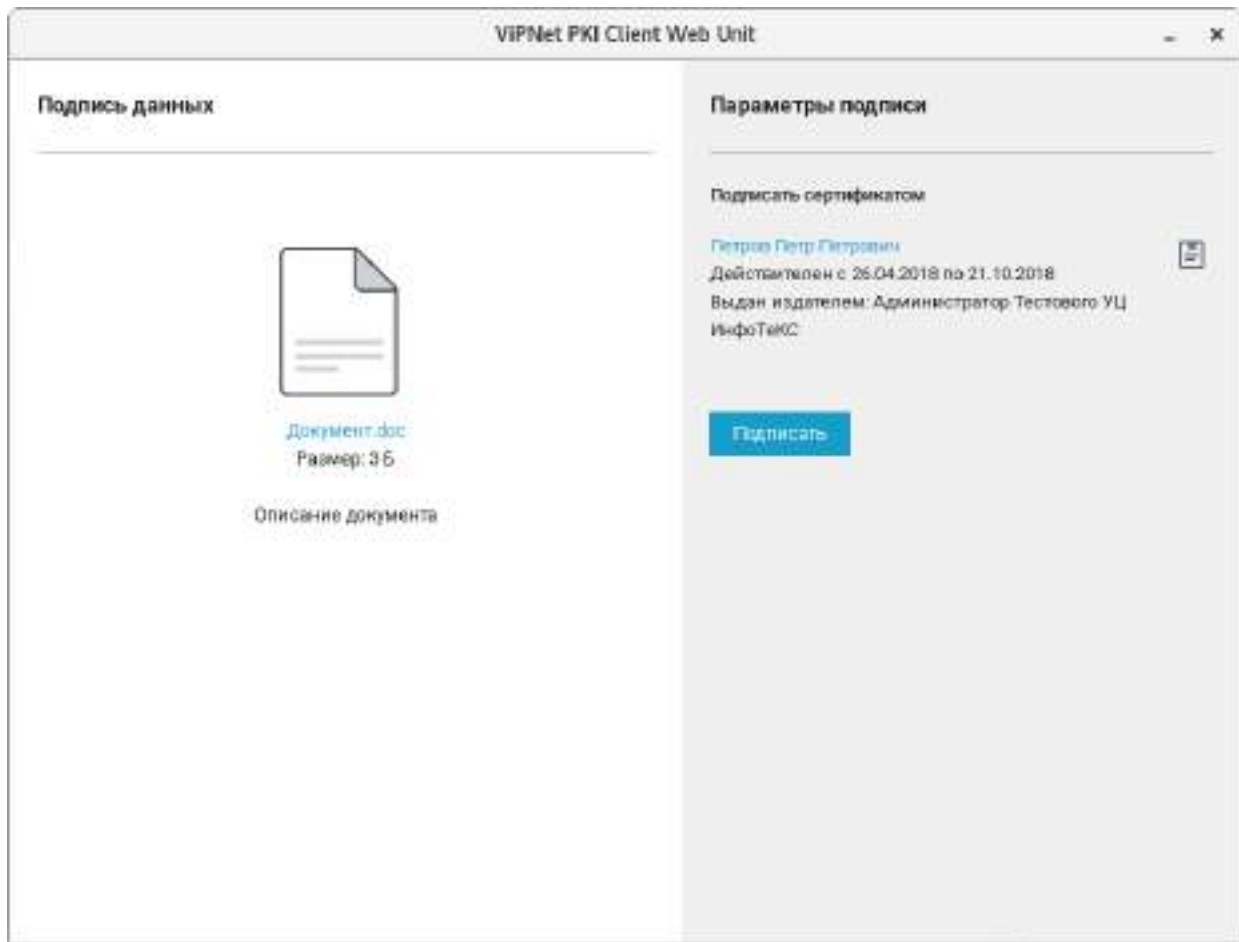 ViPNet PKI Client Web Unit
Подпись данных
Документ.doc
Размер: 3 Б
Описание документа
Параметры подписи
Подписать сертификатом
Петров Петр Петрович
Действителен с 26.04.2018 по 21.10.2018
Выдан издателем: Администратор Тестового УЦ
ИнфоТеКС
Подписать